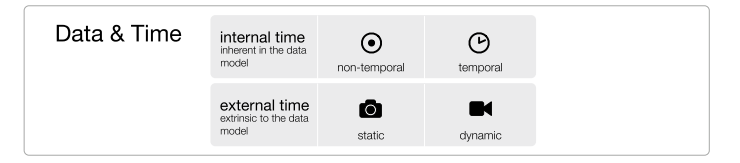 Data & Time
internal time
inherent in the data
model
non-temporal
temporal
external time
extrinsic to the data
model
static
dynamic